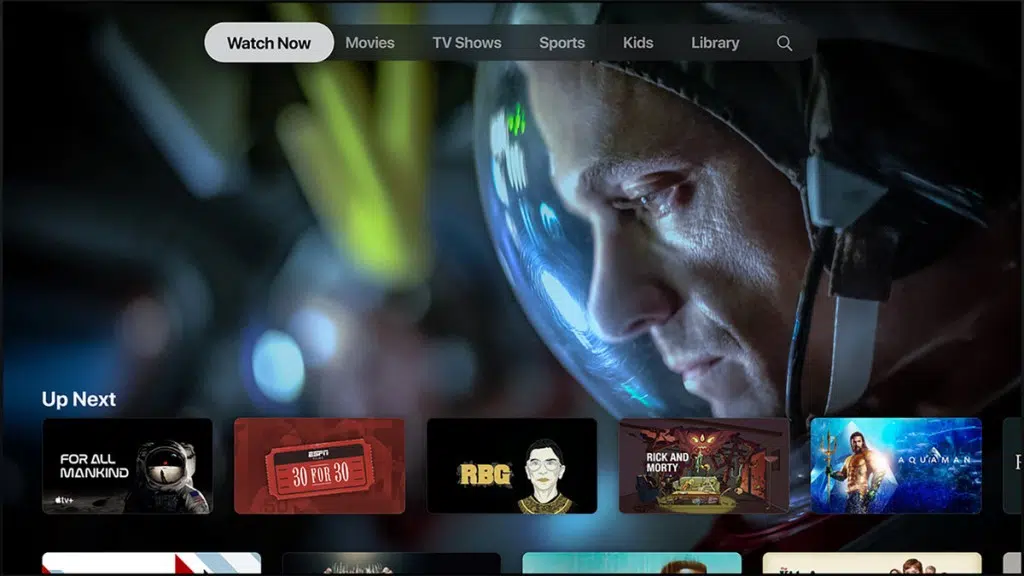 Watch Now
Movies
TV Shows
Sports
Kids
Library
Up Next
FOR ALL
MANKIND
tv+
ESPN
30 FOR 30
RBG
RICK AND
MORTY
AQUAMAN